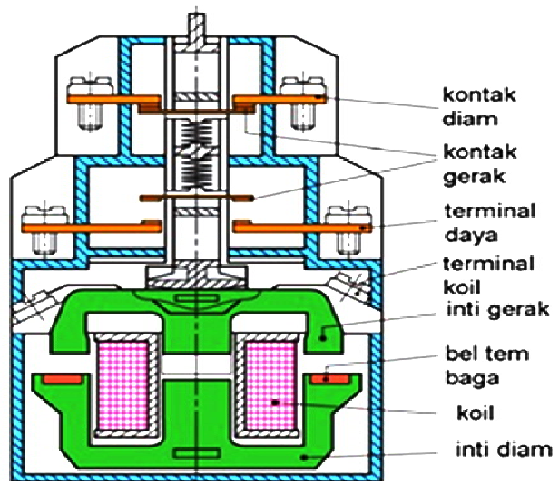 kontak
diam
kontak
gerak
terminal
daya
terminal
koil
inti gerak
bel tem
baga
koil
inti diam